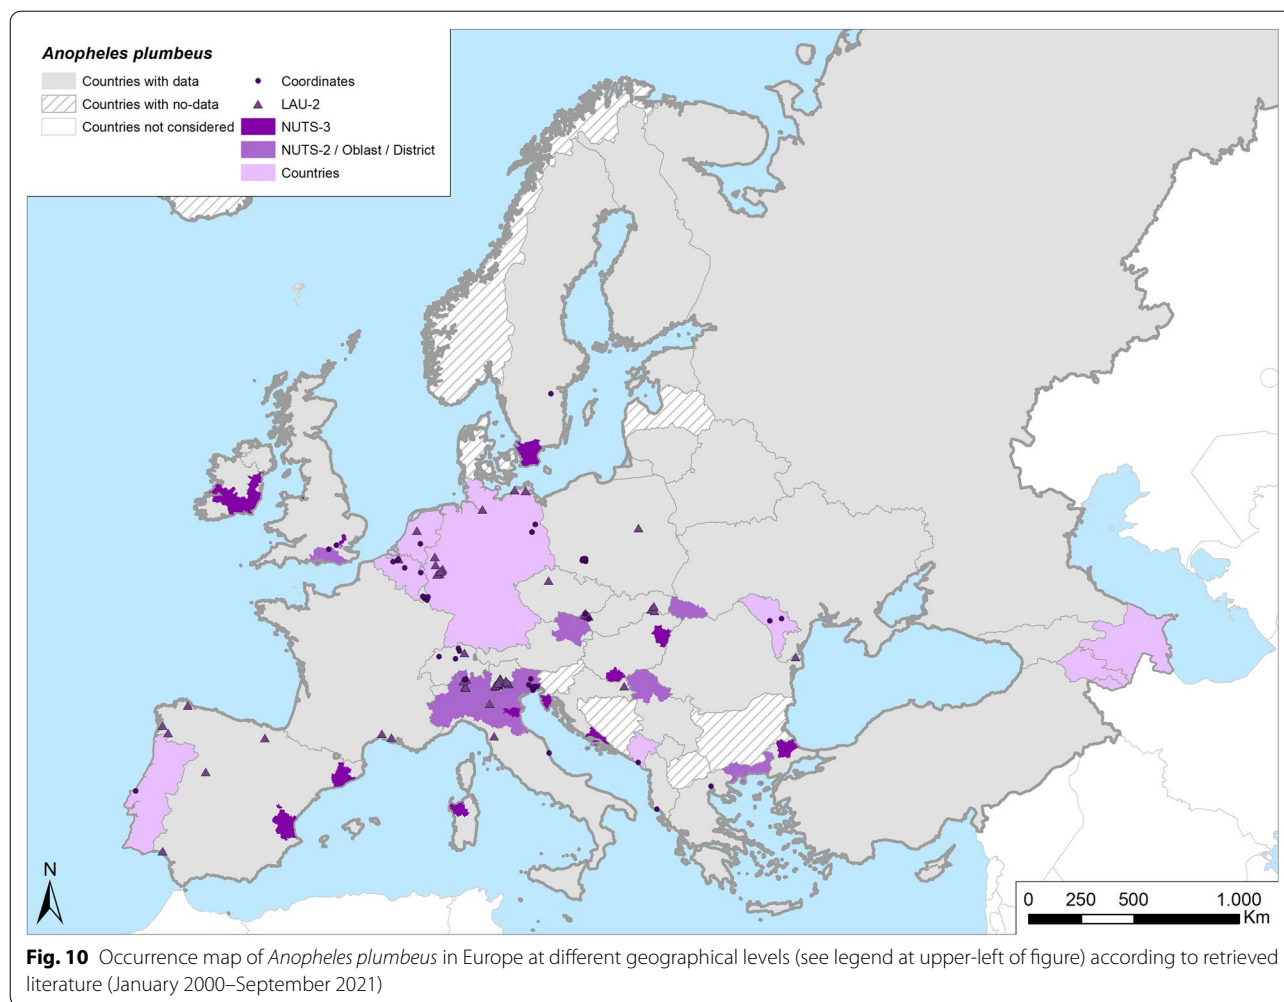 Anopheles plumbeus
Countries with data
Countries with no-data
Countries not considered
Coordinates
LAU-2
NUTS-3
NUTS-2 / Oblast / District
Countries
N
0 250 500 1.000
Km
Fig. 10 Occurrence map of Anopheles plumbeus in Europe at different geographical levels (see legend at upper-left of figure) according to retrieved
literature (January 2000–September 2021)